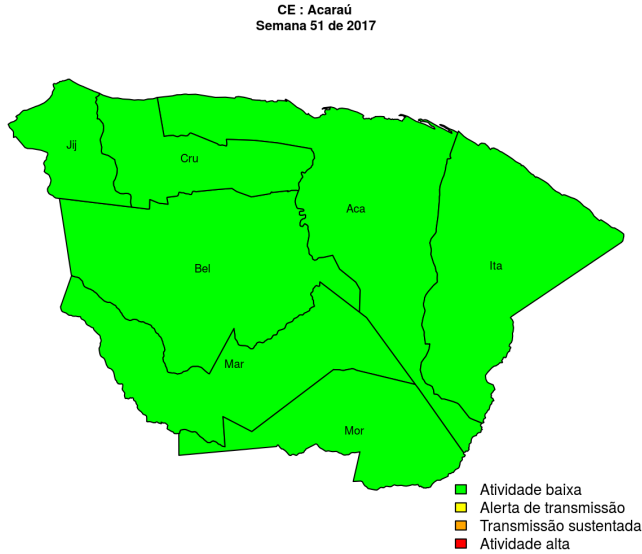 CE : Acaraú
Semana 51 de 2017
Jij
Cru
Aca
Bel
Ita
Mar
Mor
Atividade baixa
Alerta de transmissão
Transmissão sustentada
Atividade alta